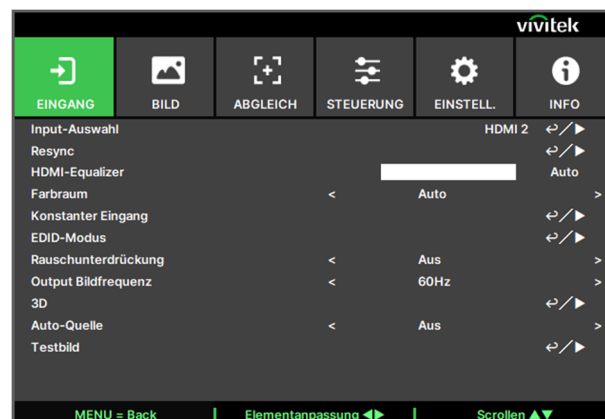 vivitek
EINGANG BILD ABGLEICH STEUERUNG EINSTELL. INFO
Input-Auswahl HDMI 2
Resync
HDMI-Equalizer Auto
Farbraum < Auto >
Konstanter Eingang
EDID-Modus
Rauschunterdrückung < Aus >
Output Bildfrequenz < 60Hz >
3D
Auto-Quelle < Aus >
Testbild
MENU = Back Elementanpassung ◀▶ Scrollen ▲▼